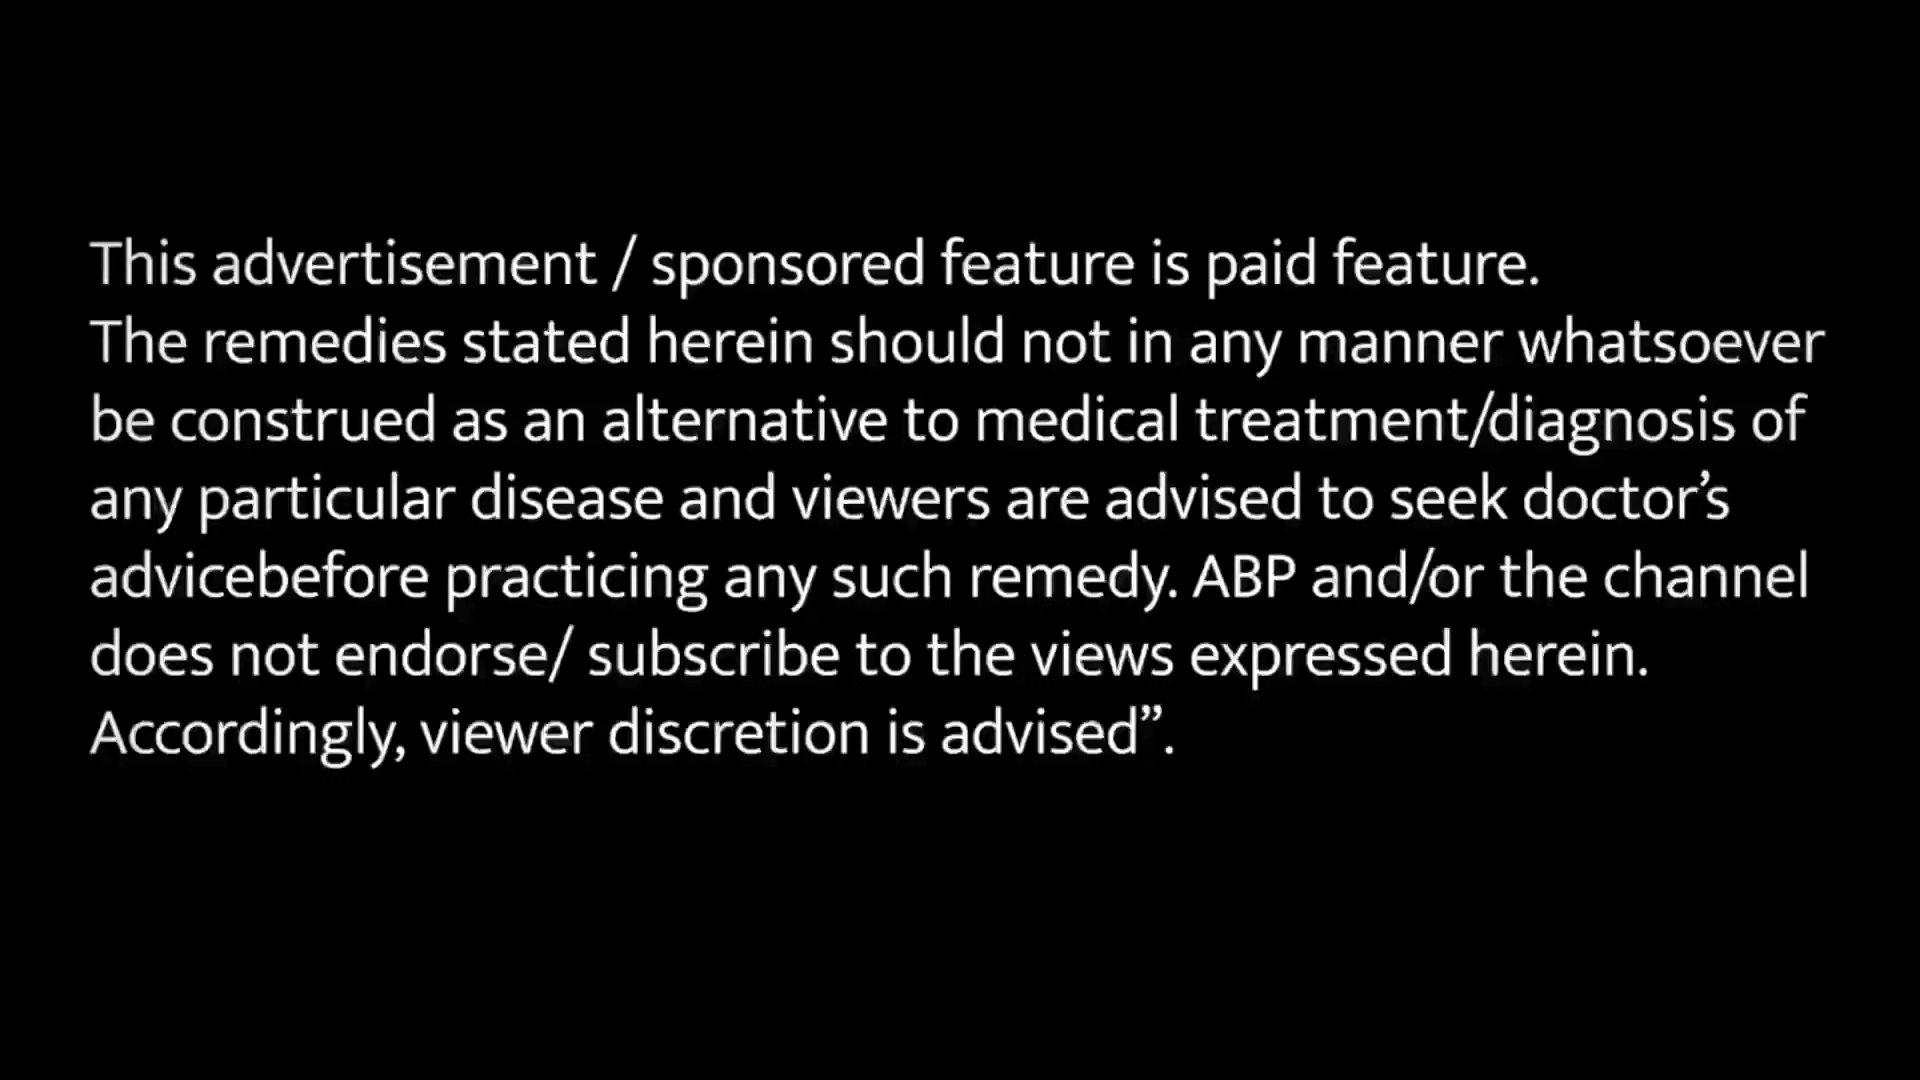 This advertisement / sponsored feature is paid feature.
The remedies stated herein should not in any manner whatsoever
be construed as an alternative to medical treatment/diagnosis of
any particular disease and viewers are advised to seek doctor’s
advicebefore practicing any such remedy. ABP and/or the channel
does not endorse/ subscribe to the views expressed herein.
Accordingly, viewer discretion is advised”.